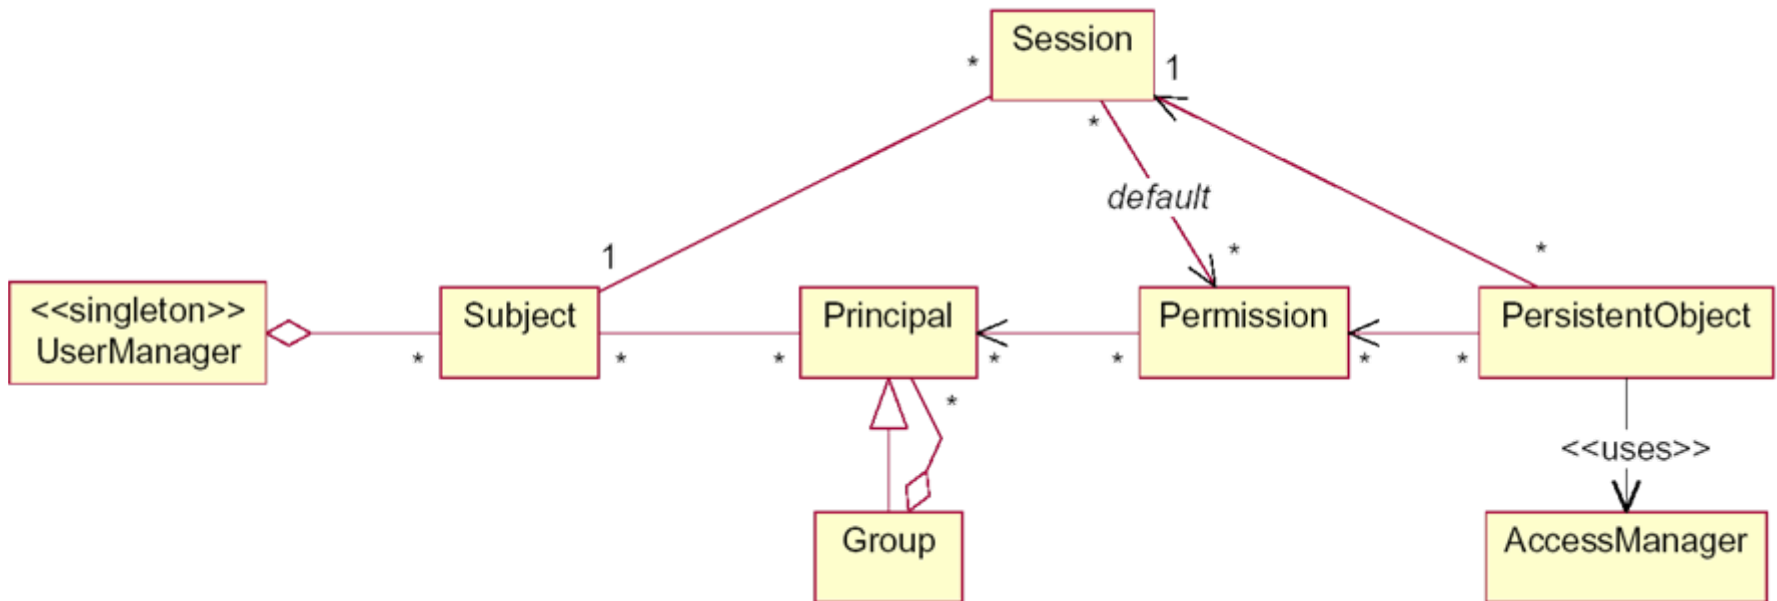 Session
*
1
*
default
1
*
*
<<singleton>>
UserManager
Subject
Principal
Permission
PersistentObject
*
*
*
*
*
*
*
*
<<uses>>
Group
AccessManager